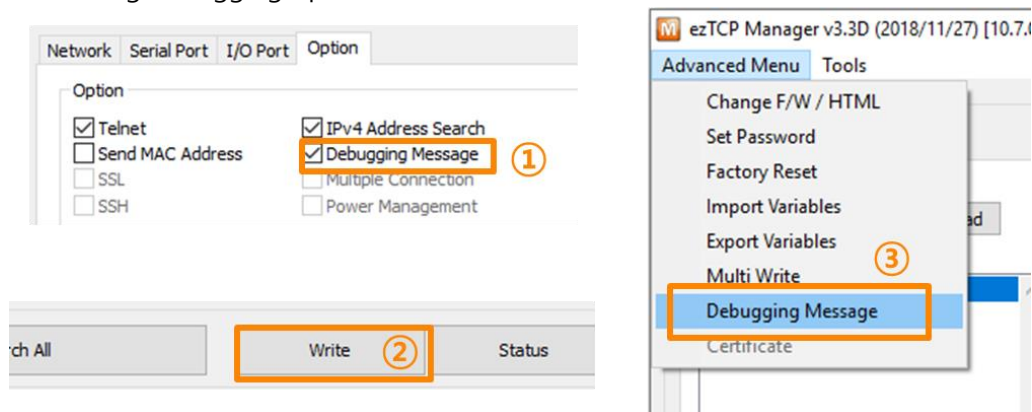 Network Serial Port I/O Port Option
Option
Telnet IPv4 Address Search
Send MAC Address Debugging Message ①
SSL Multiple Connection
SSH Power Management
Write ② Status
ezTCP Manager v3.3D (2018/11/27) [10.7.
Advanced Menu Tools
Change F/W / HTML
Set Password
Factory Reset
Import Variables
Export Variables
③
Multi Write
Debugging Message
Certificate